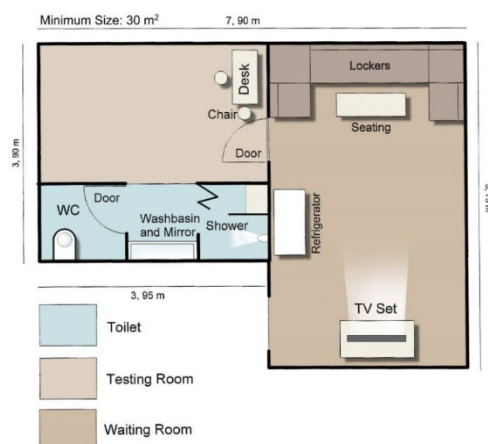 Minimum Size: 30 m²
7, 90 m
Lockers
Desk
Chair
Seating
Door
3, 90 m
WC
Door
Washbasin
and Mirror
Shower
Refrigerator
TV Set
3, 95 m
Toilet
Testing Room
Waiting Room